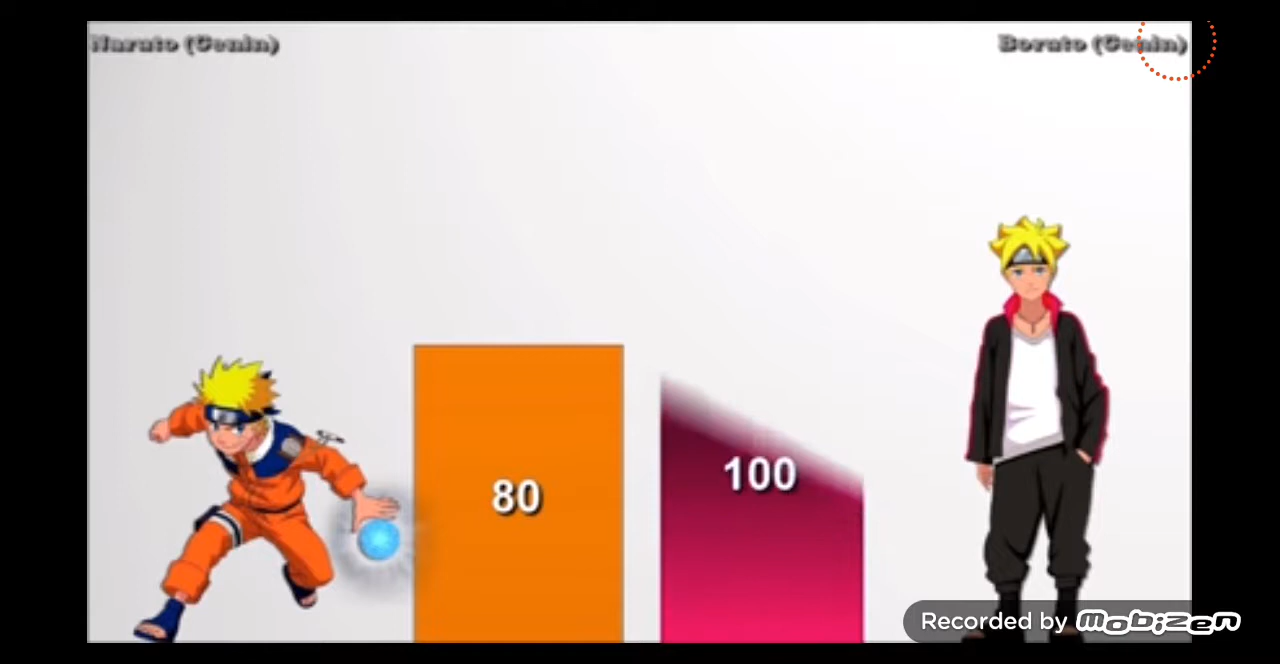 Naruto (Genin)
Boruto (Genin)
80
100
Recorded by Mobizen